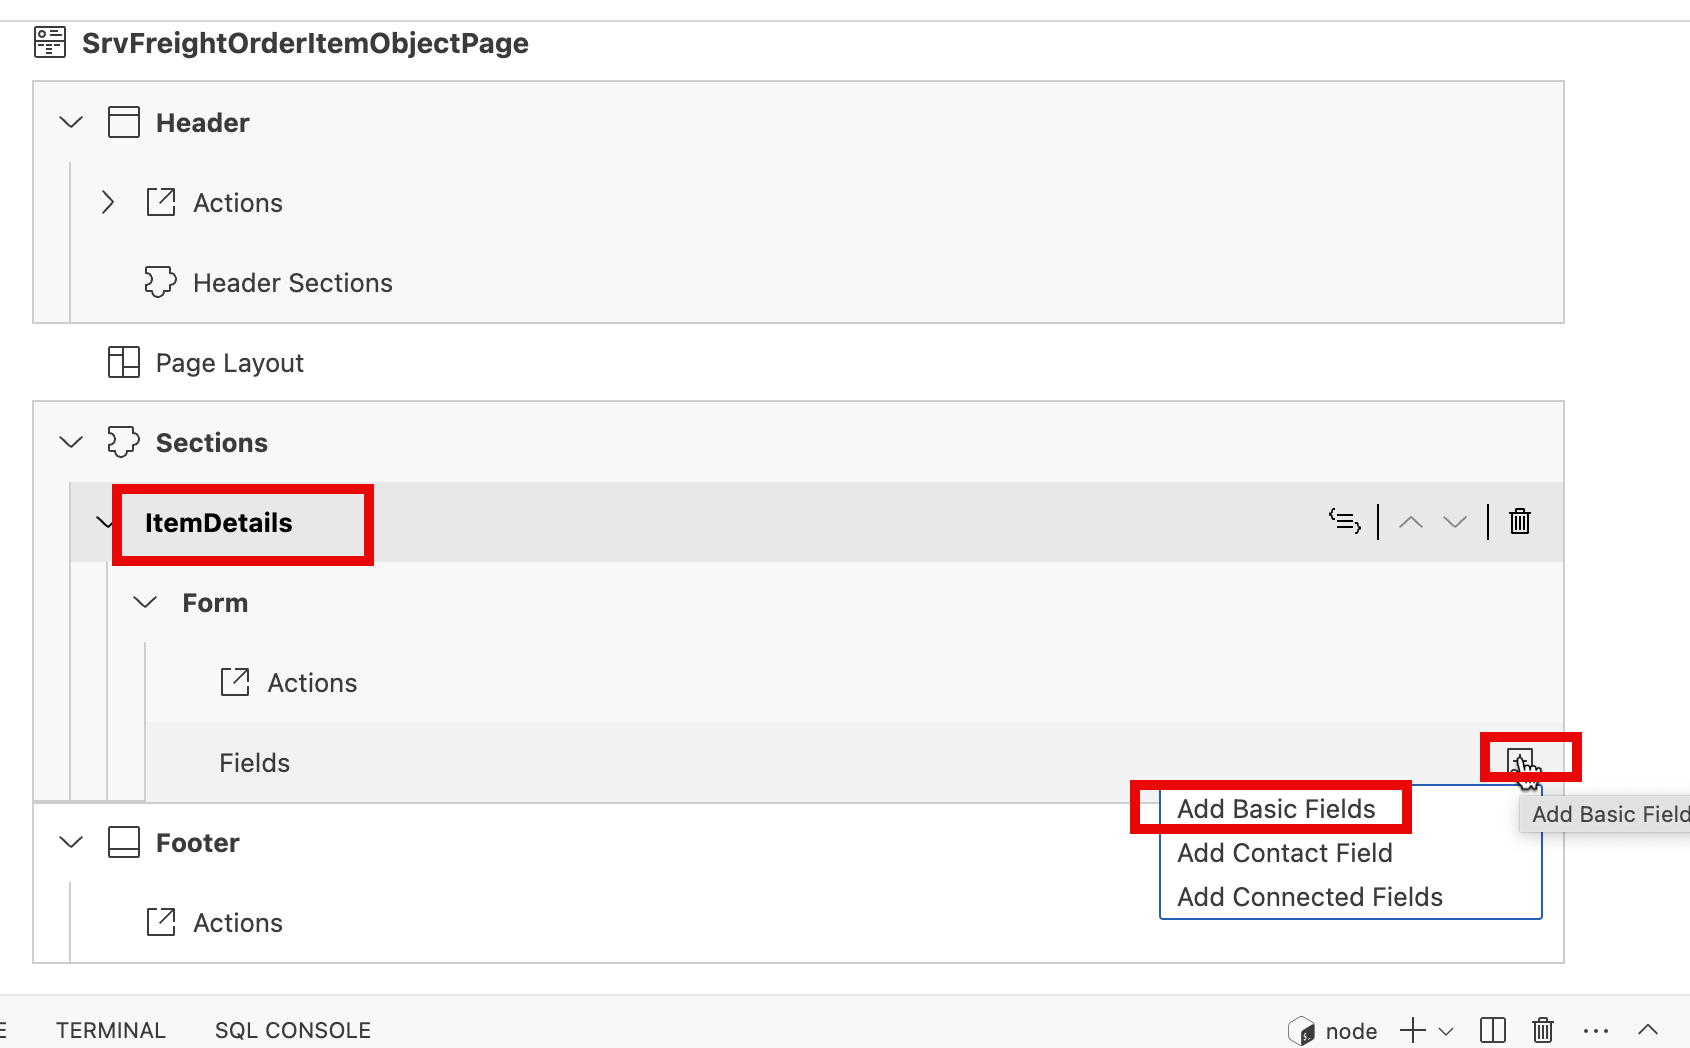 SrvFreightOrderItemObjectPage
Header
Actions
Header Sections
Page Layout
Sections
ItemDetails
Form
Actions
Fields
Add Basic Fields
Add Basic Field
Add Contact Field
Add Connected Fields
Footer
Actions
E TERMINAL SQL CONSOLE node